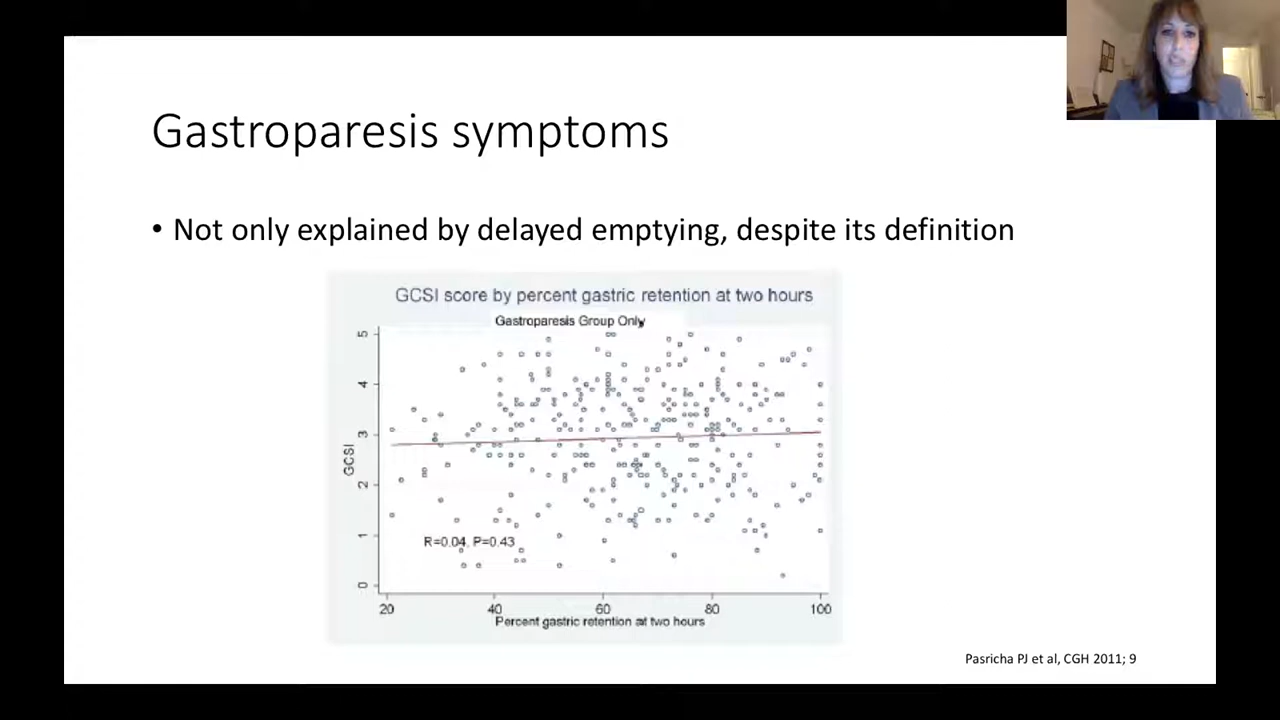 Gastroparesis symptoms
• Not only explained by delayed emptying, despite its definition
GCSI score by percent gastric retention at two hours
Gastroparesis Group Only
5
4
3
2
1
0
GCSI
R=0.04, P=0.43
20 40 60 80 100
Percent gastric retention at two hours
Pasricha PJ et al, CGH 2011; 9